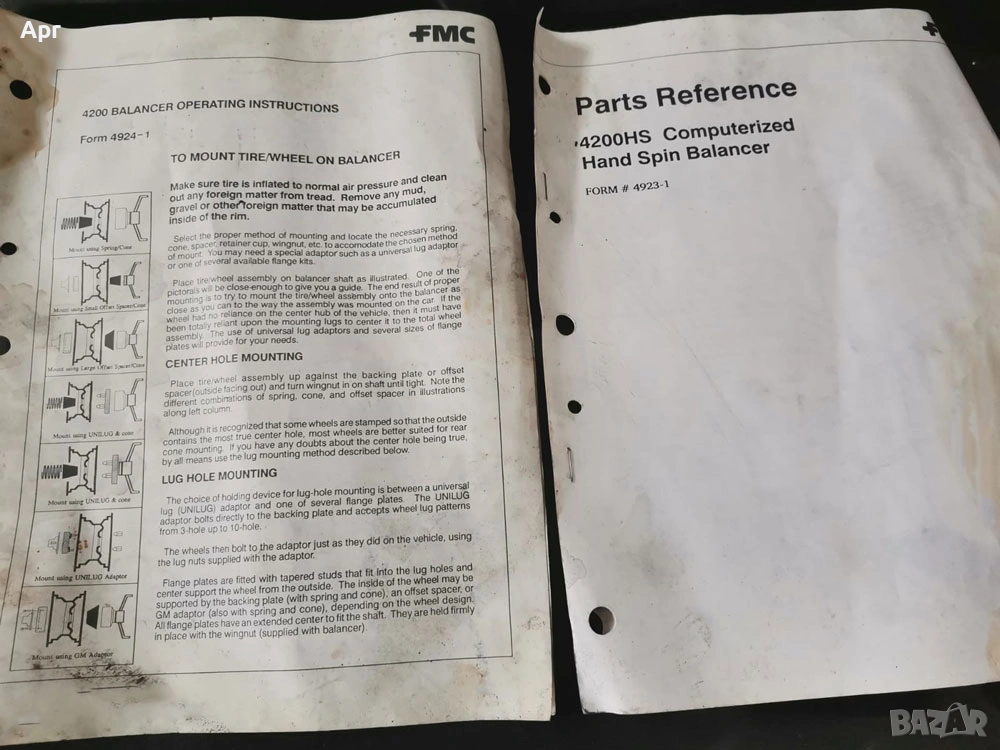 Apr
FMC
4200 BALANCER OPERATING INSTRUCTIONS
Form 4924-1
TO MOUNT TIRE/WHEEL ON BALANCER
Make sure tire is inflated to normal air pressure and clean
out any foreign matter from tread. Remove any mud,
gravel or other foreign matter that may be accumulated
inside of the rim.
Select the proper method of mounting and locate the necessary spring,
cone, spacer, retainer cup, wingnut, etc. to accomodate the chosen method
of mount. You may need a special adaptor such as a universal lug adaptor
or one of several available flange kits.
Place tire/wheel assembly on balancer shaft as illustrated. One of the
pictorals will be close enough to give you a guide. The end result of proper
mounting is to try to mount the tire/wheel assembly onto the balancer as
close as you can to the way the assembly was mounted on the car. If the
wheel had no reliance on the center hub of the vehicle, then it must have
been totally reliant upon the mounting lugs to center it to the total wheel
assembly. The use of universal lug adaptors and several sizes of flange
plates will provide for your needs.
CENTER HOLE MOUNTING
Place tire/wheel assembly up against the backing plate or offset
spacer(outside facing out) and turn wingnut in on shaft until tight. Note the
different combinations of spring, cone, and offset spacer in illustrations
along left column.
Although it is recognized that some wheels are stamped so that the outside
contains the most true center hole, most wheels are better suited for rear
cone mounting. If you have any doubts about the center hole being true,
by all means use the lug mounting method described below.
LUG HOLE MOUNTING
The choice of holding device for lug-hole mounting is between a universal
lug (UNILUG) adaptor and one of several flange plates. The UNILUG
adaptor bolts directly to the backing plate and accepts wheel lug patterns
from 3-hole up to 10-hole.
The wheels then bolt to the adaptor just as they did on the vehicle, using
the lug nuts supplied with the adaptor.
Flange plates are fitted with tapered studs that fit into the lug holes and
center support the wheel from the outside. The inside of the wheel may be
supported by the backing plate (with spring and cone), an offset spacer, or
GM adaptor (also with spring and cone), depending on the wheel design.
All flange plates have an extended center to fit the shaft. They are held firmly
in place with the wingnut (supplied with balancer).
Mount using Spring/Cone
Mount using Small Offset Spacer/Cone
Mount using Large Offset Spacer/Cone
Mount using UNILUG & cone
Mount using UNILUG & cone
Mount using UNILUG Adaptor
Mount using GM Adaptor
Parts Reference
4200HS Computerized
Hand Spin Balancer
FORM # 4923-1
BAZAR